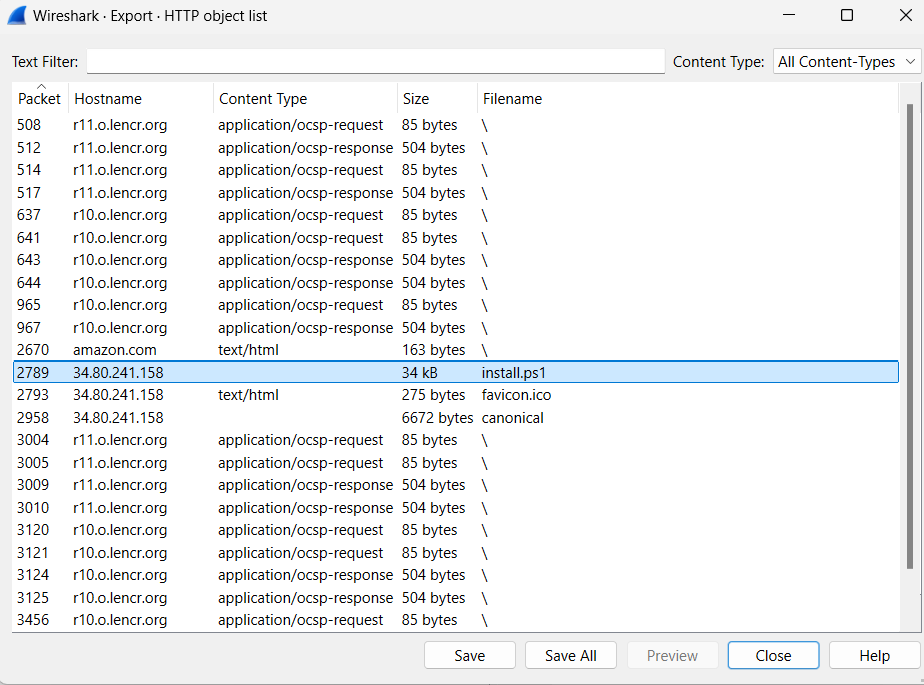 Wireshark · Export · HTTP object list
Text Filter: Content Type: All Content-Types
Packet Hostname Content Type Size Filename
508 r11.o.lencr.org application/ocsp-request 85 bytes \
512 r11.o.lencr.org application/ocsp-response 504 bytes \
514 r11.o.lencr.org application/ocsp-request 85 bytes \
517 r11.o.lencr.org application/ocsp-response 504 bytes \
637 r10.o.lencr.org application/ocsp-request 85 bytes \
641 r10.o.lencr.org application/ocsp-request 85 bytes \
643 r10.o.lencr.org application/ocsp-response 504 bytes \
644 r10.o.lencr.org application/ocsp-response 504 bytes \
965 r10.o.lencr.org application/ocsp-request 85 bytes \
967 r10.o.lencr.org application/ocsp-response 504 bytes \
2670 amazon.com text/html 163 bytes \
2789 34.80.241.158 34 kB install.ps1
2793 34.80.241.158 text/html 275 bytes favicon.ico
2958 34.80.241.158 6672 bytes canonical
3004 r11.o.lencr.org application/ocsp-request 85 bytes \
3005 r11.o.lencr.org application/ocsp-request 85 bytes \
3009 r11.o.lencr.org application/ocsp-response 504 bytes \
3010 r11.o.lencr.org application/ocsp-response 504 bytes \
3120 r10.o.lencr.org application/ocsp-request 85 bytes \
3121 r10.o.lencr.org application/ocsp-request 85 bytes \
3124 r10.o.lencr.org application/ocsp-response 504 bytes \
3125 r10.o.lencr.org application/ocsp-response 504 bytes \
3456 r10.o.lencr.org application/ocsp-request 85 bytes \
Save Save All Preview Close Help